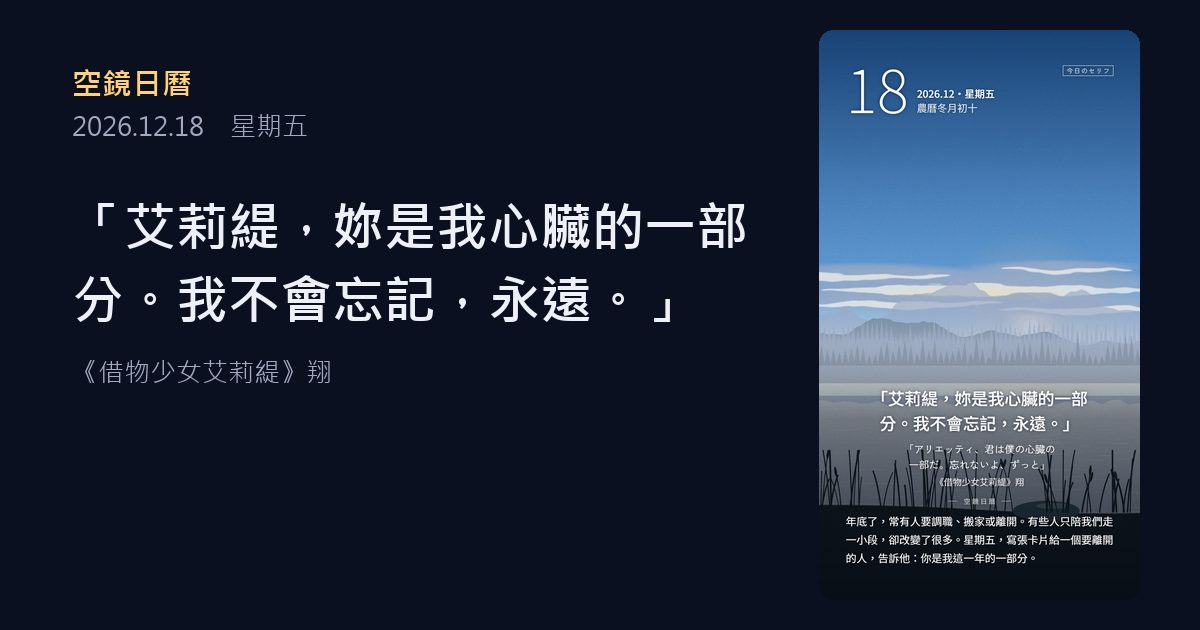 空鏡日曆
2026.12.18　星期五
「艾莉緹，妳是我心臟的一部
分。我不會忘記，永遠。」
《借物少女艾莉緹》翔
今日のセリフ
18
2026.12・星期五
農曆冬月初十
「艾莉緹，妳是我心臟的一部
分。我不會忘記，永遠。」
「アリエッティ、君は僕の心臓の
一部だ。忘れないよ、ずっと」
《借物少女艾莉緹》翔
— 空鏡日曆 —
年底了，常有人要調職、搬家或離開。有些人只陪我們走
一小段，卻改變了很多。星期五，寫張卡片給一個要離開
的人，告訴他：你是我這一年的一部分。